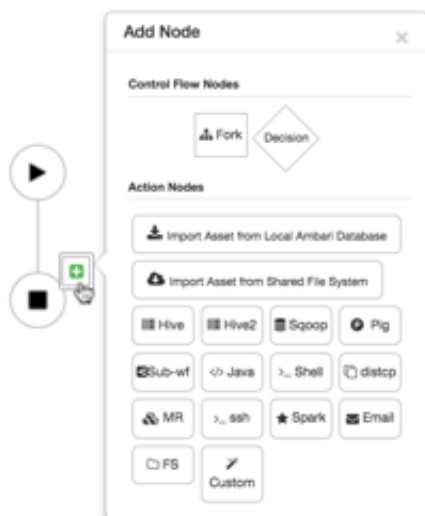 Add Node
Control Flow Nodes
Fork
Decision
Action Nodes
Import Asset from Local Ambari Database
Import Asset from Shared File System
Hive Hive2 Sqoop Pig
Sub-wf </> Java >_ Shell distcp
MR >_ ssh Spark Email
FS
Custom